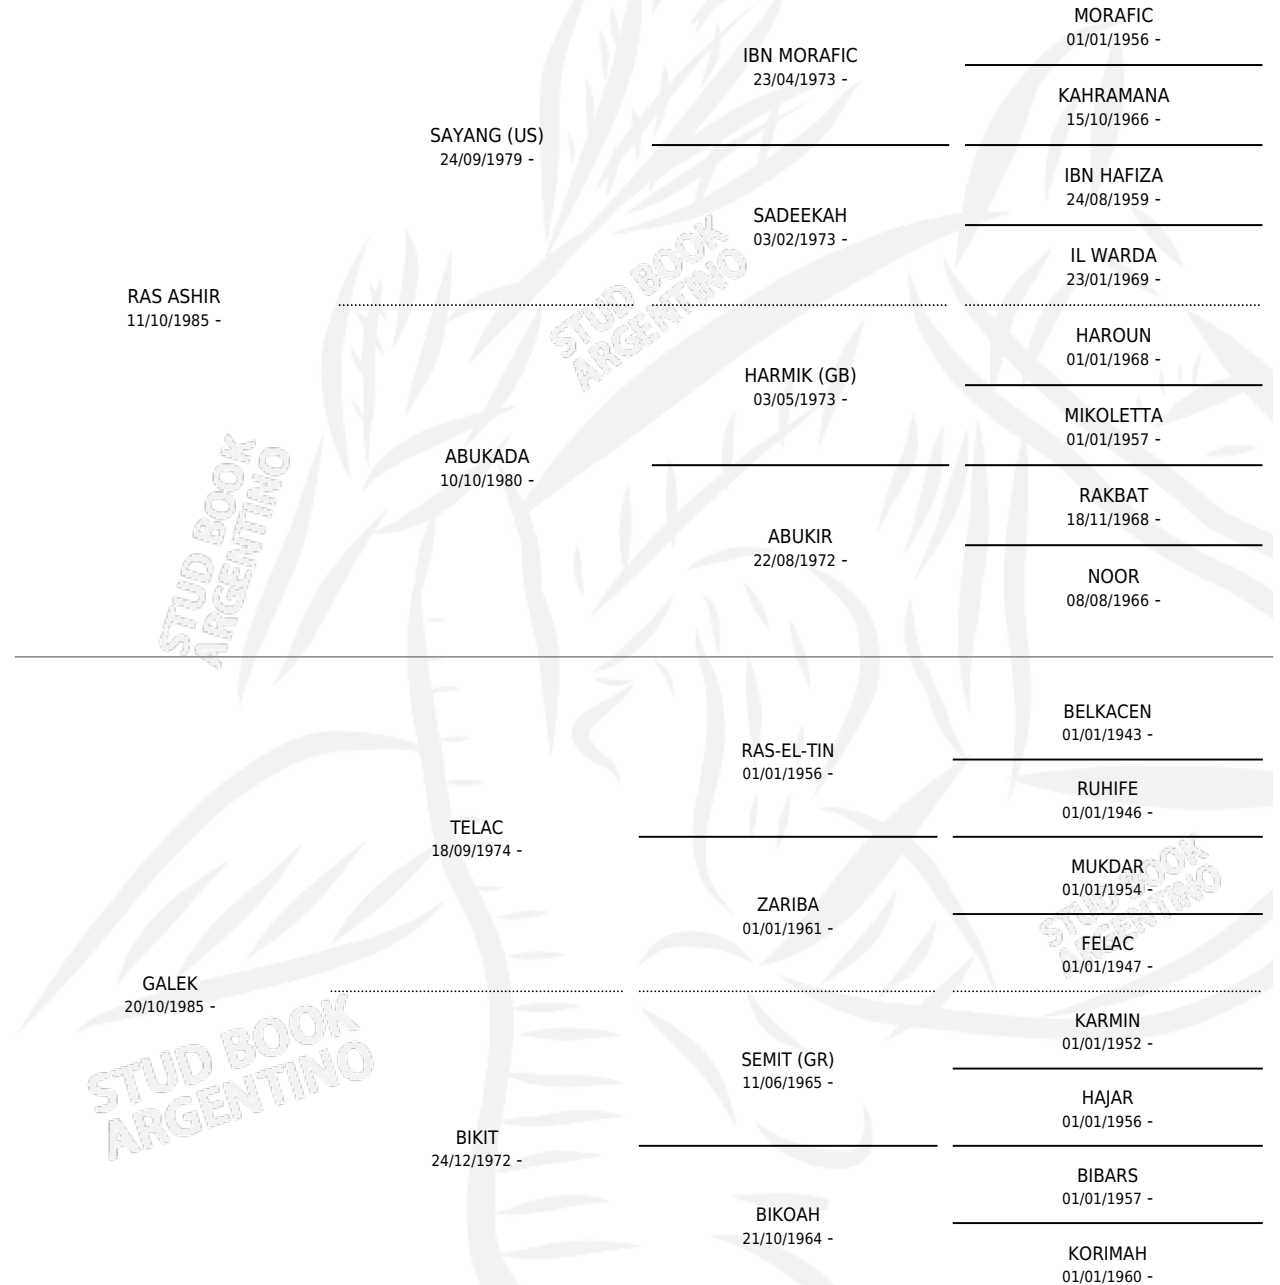 MORAFIC
01/01/1956 -
IBN MORAFIC
23/04/1973 -
KAHRAMANA
15/10/1966 -
SAYANG (US)
24/09/1979 -
IBN HAFIZA
24/08/1959 -
SADEEKAH
03/02/1973 -
IL WARDA
23/01/1969 -
RAS ASHIR
11/10/1985 -
HAROUN
01/01/1968 -
HARMIK (GB)
03/05/1973 -
MIKOLETTA
01/01/1957 -
ABUKADA
10/10/1980 -
RAKBAT
18/11/1968 -
ABUKIR
22/08/1972 -
NOOR
08/08/1966 -
STUD BOOK
ARGENTINO
STUD BOOK
ARGENTINO
BELKACEN
01/01/1943 -
RAS-EL-TIN
01/01/1956 -
RUHIFE
01/01/1946 -
TELAC
18/09/1974 -
MUKDAR
01/01/1954 -
ZARIBA
01/01/1961 -
FELAC
01/01/1947 -
GALEK
20/10/1985 -
KARMIN
01/01/1952 -
SEMIT (GR)
11/06/1965 -
HAJAR
01/01/1956 -
BIKIT
24/12/1972 -
BIBARS
01/01/1957 -
BIKOAH
21/10/1964 -
KORIMAH
01/01/1960 -
STUD BOOK
ARGENTINO
STUD BOOK
ARGENTINO